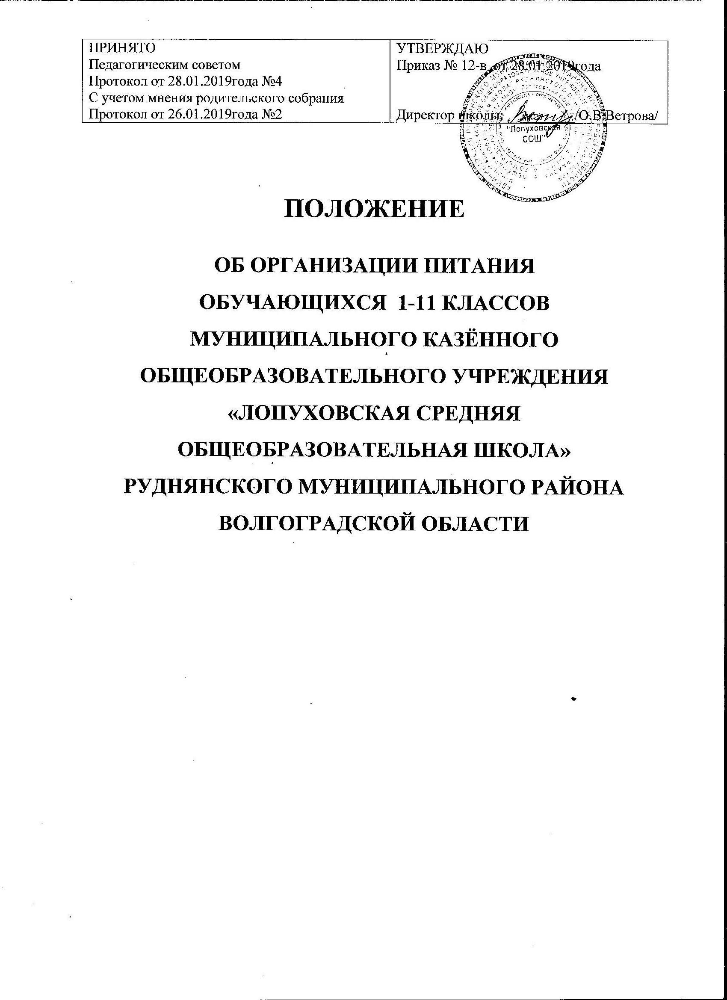 ПРИНЯТО
Педагогическим советом
Протокол от 28.01.2019года №4
С учетом мнения родительского собрания
Протокол от 26.01.2019года №2
УТВЕРЖДАЮ
Приказ № 12-в от 28.01.2019года
Директор школы: /О.В.Ветрова/
"Лопуховская
СОШ"
ПОЛОЖЕНИЕ
ОБ ОРГАНИЗАЦИИ ПИТАНИЯ
ОБУЧАЮЩИХСЯ 1-11 КЛАССОВ
МУНИЦИПАЛЬНОГО КАЗЁННОГО
ОБЩЕОБРАЗОВАТЕЛЬНОГО УЧРЕЖДЕНИЯ
«ЛОПУХОВСКАЯ СРЕДНЯЯ
ОБЩЕОБРАЗОВАТЕЛЬНАЯ ШКОЛА»
РУДНЯНСКОГО МУНИЦИПАЛЬНОГО РАЙОНА
ВОЛГОГРАДСКОЙ ОБЛАСТИ